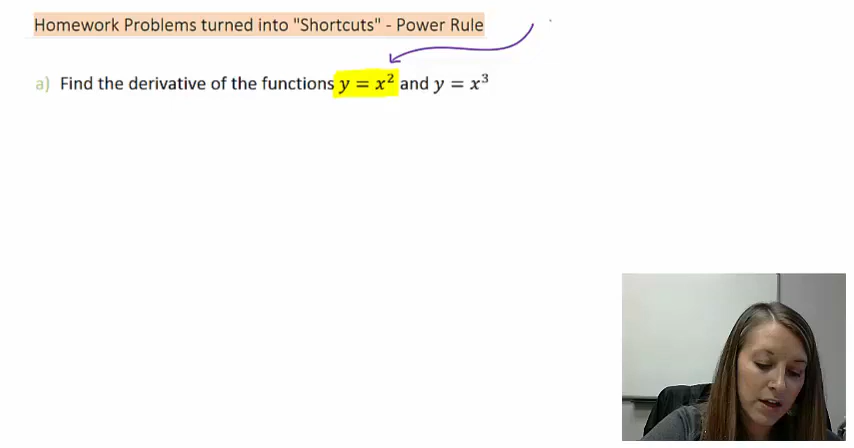 Homework Problems turned into "Shortcuts" - Power Rule
a) Find the derivative of the functions y = x² and y = x³